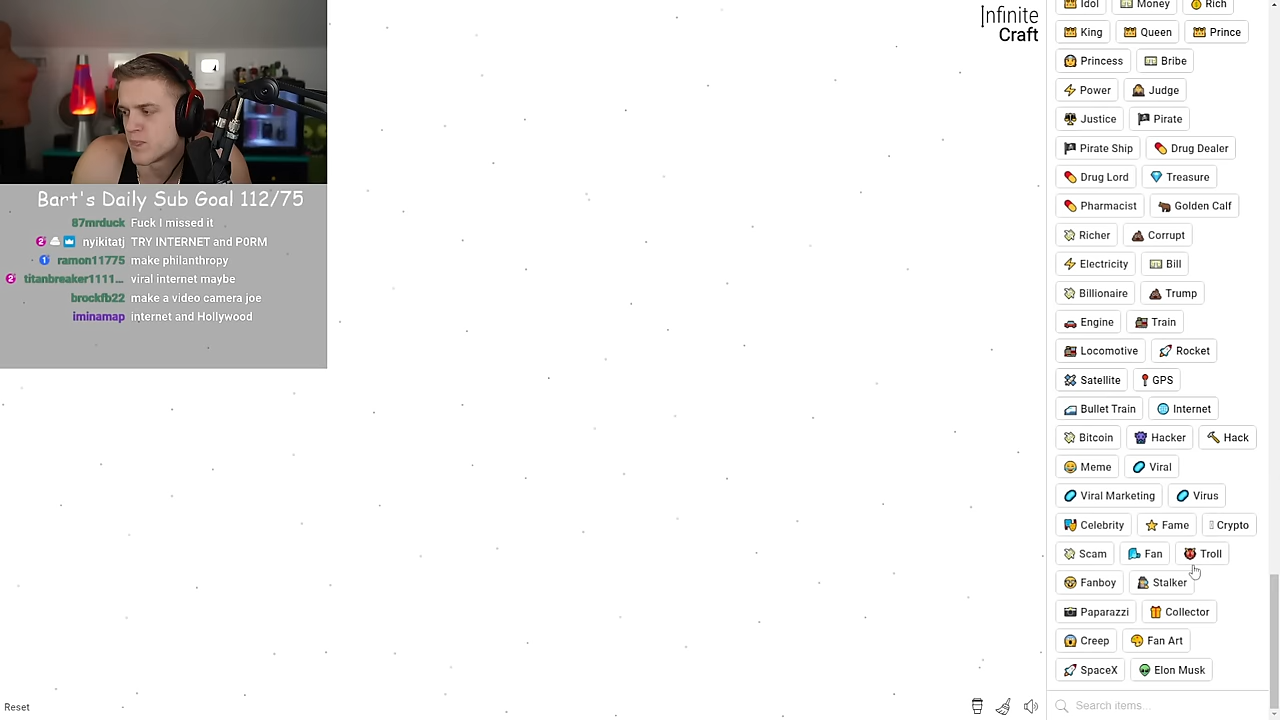 Infinite
Craft
Bart's Daily Sub Goal 112/75
87mrduck Fuck I missed it
nyikitatj TRY INTERNET and P0RM
ramon11775 make philanthropy
titanbreaker1111... viral internet maybe
brockfb22 make a video camera joe
iminamap internet and Hollywood
Idol Money Rich
King Queen Prince
Princess Bribe
Power Judge
Justice Pirate
Pirate Ship Drug Dealer
Drug Lord Treasure
Pharmacist Golden Calf
Richer Corrupt
Electricity Bill
Billionaire Trump
Engine Train
Locomotive Rocket
Satellite GPS
Bullet Train Internet
Bitcoin Hacker Hack
Meme Viral
Viral Marketing Virus
Celebrity Fame Crypto
Scam Fan Troll
Fanboy Stalker
Paparazzi Collector
Creep Fan Art
SpaceX Elon Musk
Search items...
Reset